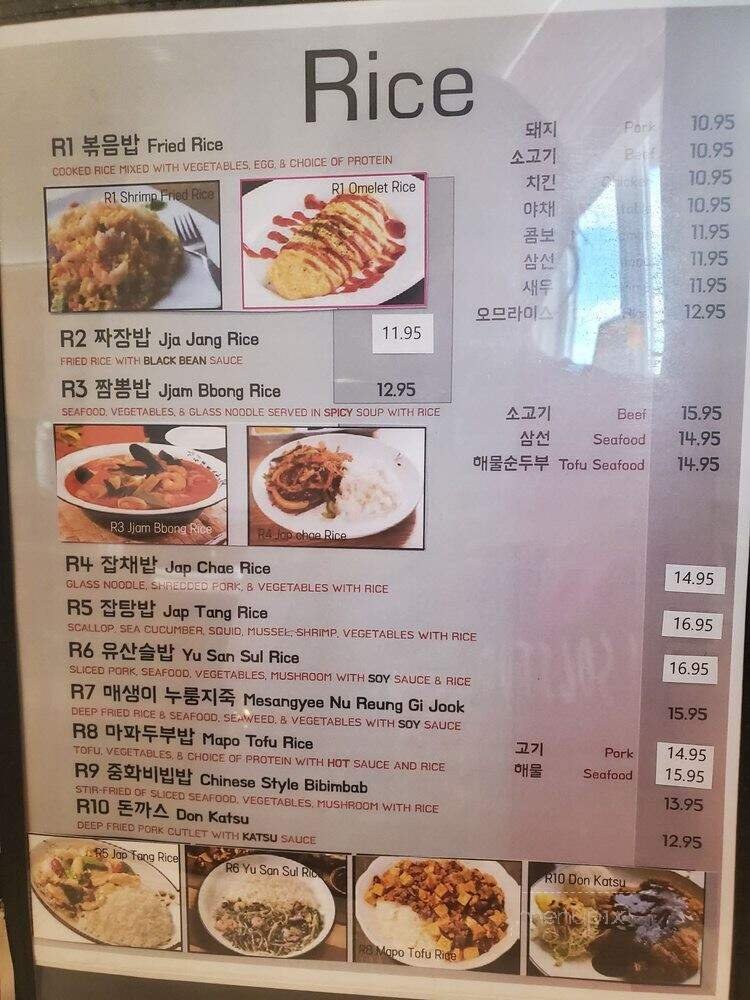 Rice
R1 볶음밥 Fried Rice
COOKED RICE MIXED WITH VEGETABLES, EGG, & CHOICE OF PROTEIN
돼지 Pork 10.95
소고기 Beef 10.95
치킨 Chicken 10.95
야채 10.95
콤보 11.95
삼선 11.95
새우 11.95
오므라이스 12.95
R1 Shrimp Fried Rice
R1 Omelet Rice
R2 짜장밥 Jja Jang Rice 11.95
FRIED RICE WITH BLACK BEAN SAUCE
R3 짬뽕밥 Jjam Bbong Rice 12.95
SEAFOOD, VEGETABLES, & GLASS NOODLE SERVED IN SPICY SOUP WITH RICE
소고기 Beef 15.95
삼선 Seafood 14.95
해물순두부 Tofu Seafood 14.95
R3 Jjam Bbong Rice
R4 Jap chae Rice
R4 잡채밥 Jap Chae Rice 14.95
GLASS NOODLE, SHREDDED PORK, & VEGETABLES WITH RICE
R5 잡탕밥 Jap Tang Rice 16.95
SCALLOP, SEA CUCUMBER, SQUID, MUSSEL, SHRIMP, VEGETABLES WITH RICE
R6 유산슬밥 Yu San Sul Rice 16.95
SLICED PORK, SEAFOOD, VEGETABLES, MUSHROOM WITH SOY SAUCE & RICE
R7 매생이 누룽지죽 Mesangyee Nu Reung Gi Jook 15.95
DEEP FRIED RICE & SEAFOOD, SEAWEED, & VEGETABLES WITH SOY SAUCE
R8 마파두부밥 Mapo Tofu Rice
TOFU, VEGETABLES, & CHOICE OF PROTEIN WITH HOT SAUCE AND RICE
고기 Pork 14.95
해물 Seafood 15.95
R9 중화비빔밥 Chinese Style Bibimbab 13.95
STIR-FRIED OF SLICED SEAFOOD, VEGETABLES, MUSHROOM WITH RICE
R10 돈까스 Don Katsu 12.95
DEEP FRIED PORK CUTLET WITH KATSU SAUCE
R5 Jap Tang Rice
R6 Yu San Sul Rice
R8 Mapo Tofu Rice
R10 Don Katsu
menupix